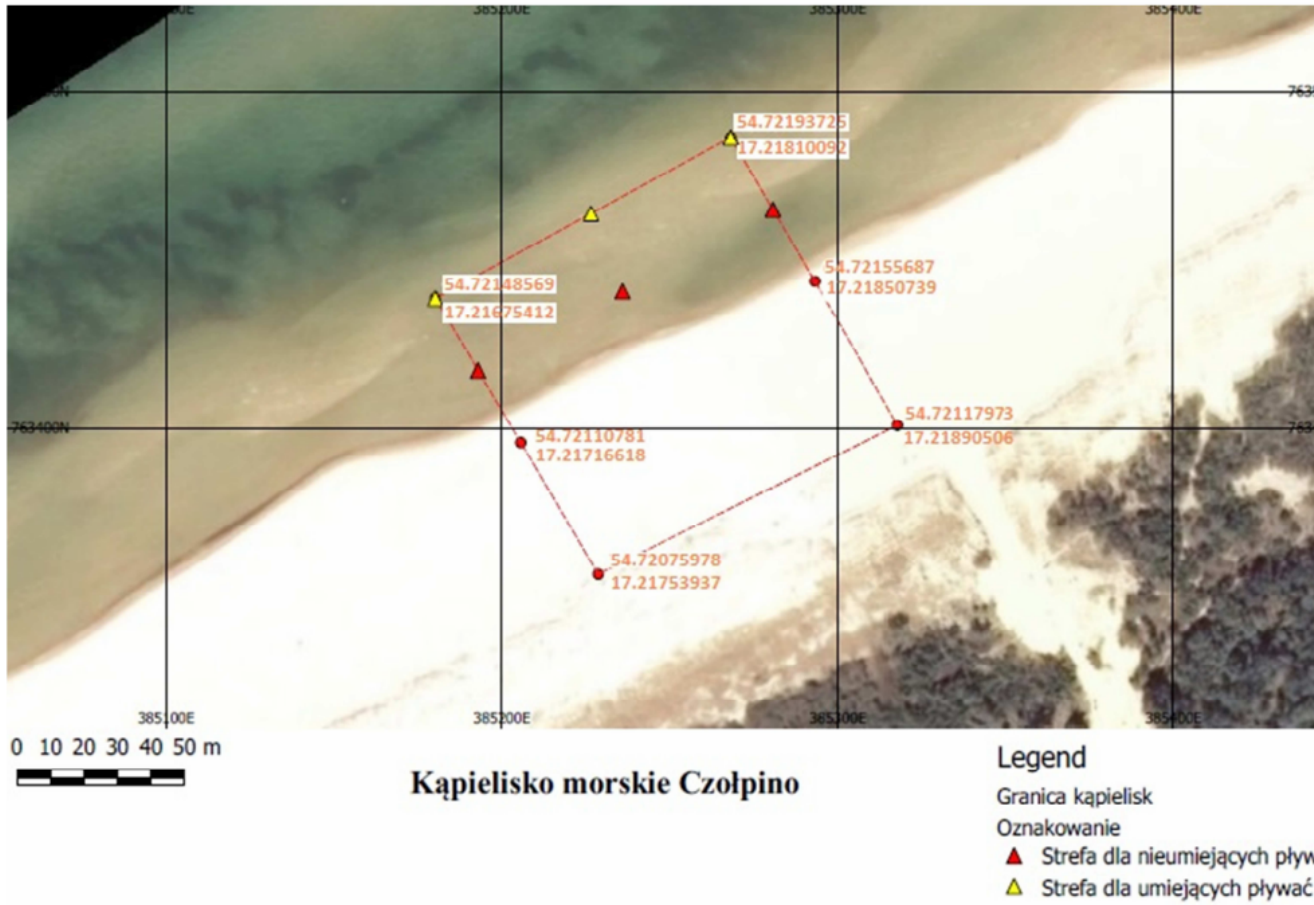 385200E
385300E
385400E
54.72193725
17.21810092
54.72155687
17.21850739
54.72148569
17.21675412
54.72117973
17.21890506
763400N
54.72110781
17.21716618
54.72075978
17.21753937
385100E
385200E
385300E
385400E
0 10 20 30 40 50 m
Kąpielisko morskie Czołpino
Legend
Granica kąpielisk
Oznakowanie
Strefa dla nieumiejących pływ
Strefa dla umiejących pływać